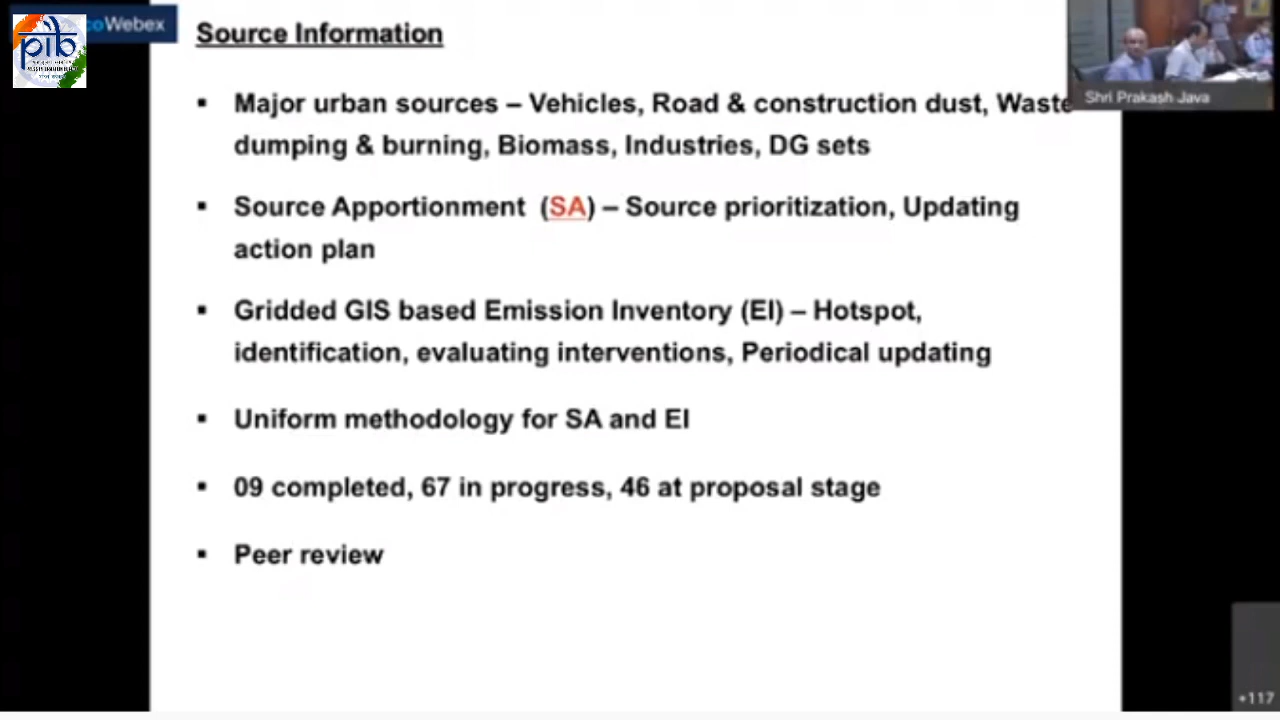 coWebex
pib
Source Information
Shri Prakash Java
▪ Major urban sources – Vehicles, Road & construction dust, Waste
dumping & burning, Biomass, Industries, DG sets
▪ Source Apportionment (SA) – Source prioritization, Updating
action plan
▪ Gridded GIS based Emission Inventory (EI) – Hotspot,
identification, evaluating interventions, Periodical updating
▪ Uniform methodology for SA and EI
▪ 09 completed, 67 in progress, 46 at proposal stage
▪ Peer review
+117